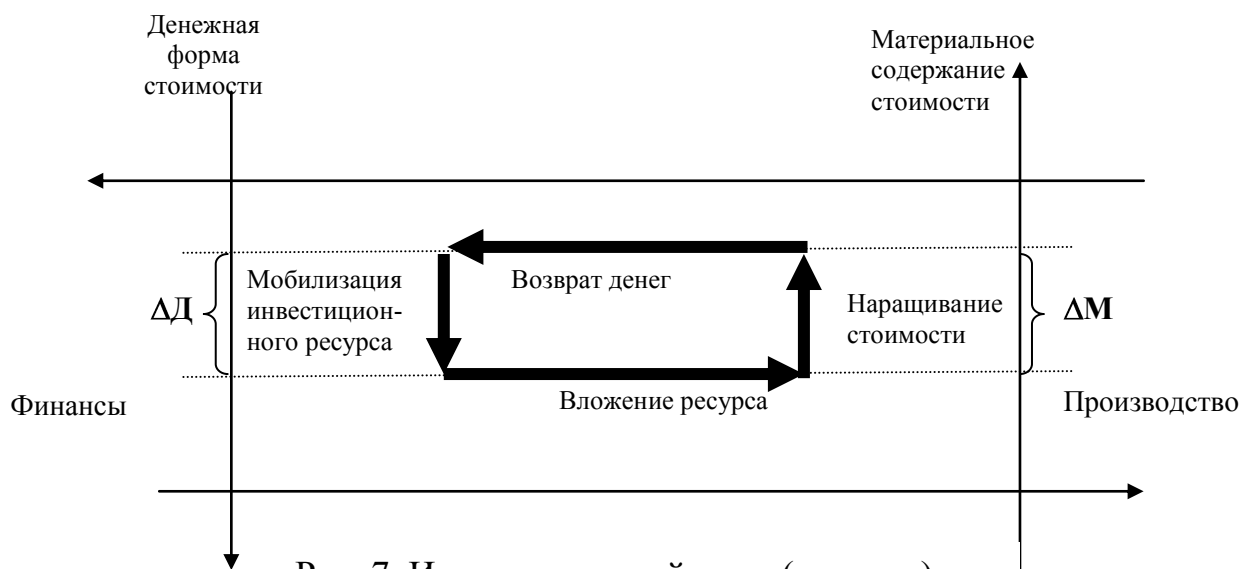 Денежная
форма
стоимости
Материальное
содержание
стоимости
ΔД
Мобилизация
инвестицион-
ного ресурса
Возврат денег
Наращивание
стоимости
ΔМ
Финансы
Вложение ресурса
Производство